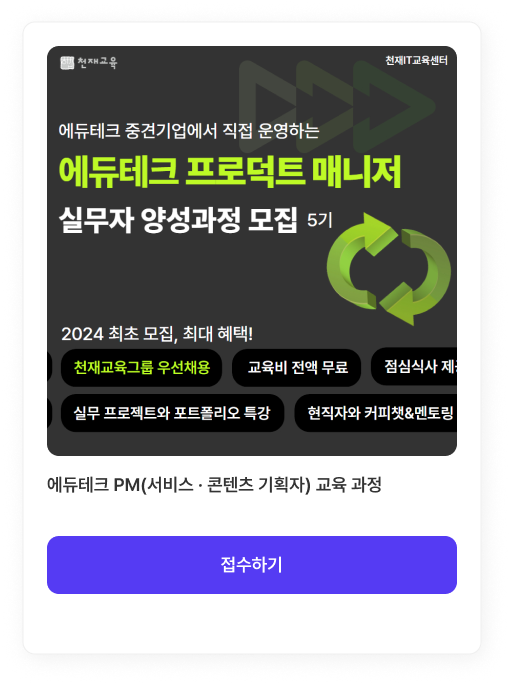 천재교육
천재IT교육센터
에듀테크 중견기업에서 직접 운영하는
에듀테크 프로덕트 매니저
실무자 양성과정 모집 5기
2024 최초 모집, 최대 혜택!
천재교육그룹 우선채용 교육비 전액 무료 점심식사
실무 프로젝트와 포트폴리오 특강 현직자와 커피챗&멘토링
에듀테크 PM(서비스 · 콘텐츠 기획자) 교육 과정
접수하기